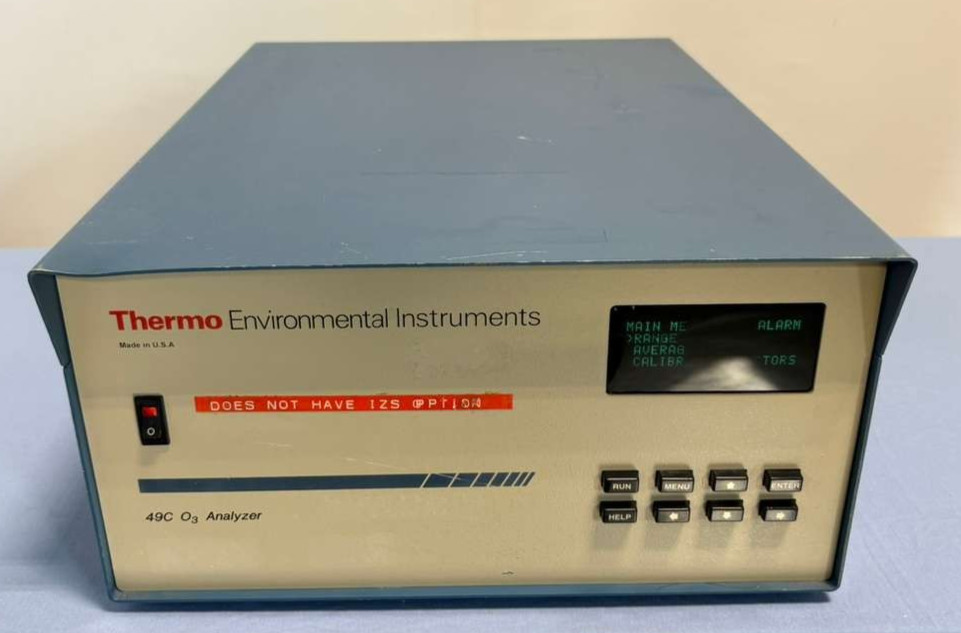 Thermo Environmental Instruments
Made in U.S.A
MAIN ME ALARM
>RANGE
AVERAG
CALIBR TORS
DOES NOT HAVE IZS OPTION
O
RUN MENU ENTER
HELP
49C O₃ Analyzer